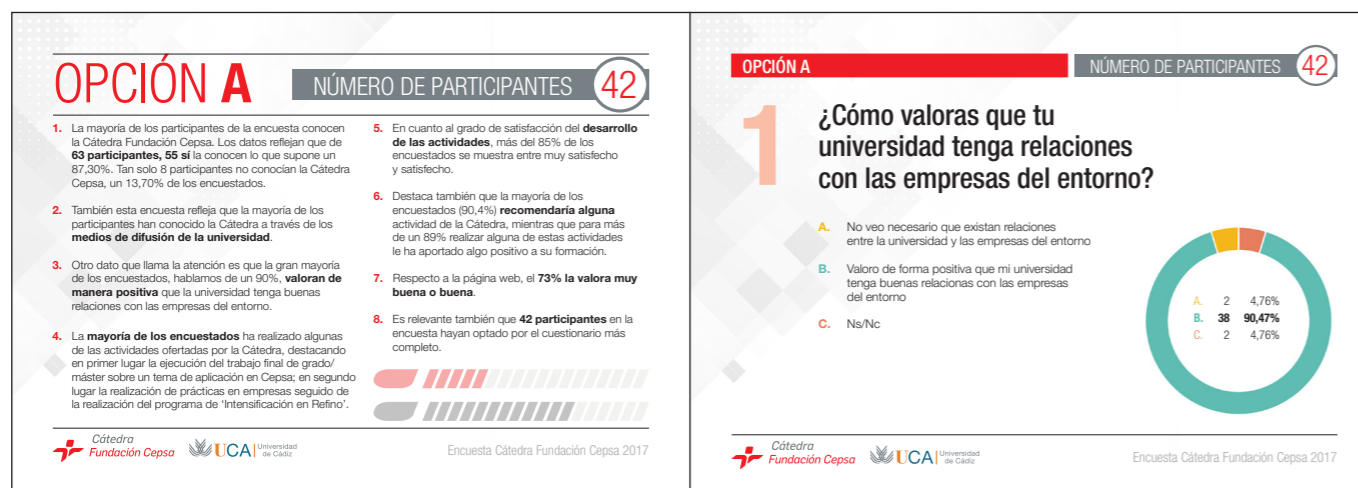 OPCIÓN A
NÚMERO DE PARTICIPANTES 42
1. La mayoría de los participantes de la encuesta conocen
la Cátedra Fundación Cepsa. Los datos reflejan que de
63 participantes, 55 sí la conocen lo que supone un
87,30%. Tan solo 8 participantes no conocían la Cátedra
Cepsa, un 13,70% de los encuestados.
2. También esta encuesta refleja que la mayoría de los
participantes han conocido la Cátedra a través de los
medios de difusión de la universidad.
3. Otro dato que llama la atención es que la gran mayoría
de los encuestados, hablamos de un 90%, valoran de
manera positiva que la universidad tenga buenas
relaciones con las empresas del entorno.
4. La mayoría de los encuestados ha realizado algunas
de las actividades ofertadas por la Cátedra, destacando
en primer lugar la ejecución del trabajo final de grado/
máster sobre un tema de aplicación en Cepsa; en segundo
lugar la realización de prácticas en empresas seguido de
la realización del programa de 'Intensificación en Refino'.
5. En cuanto al grado de satisfacción del desarrollo
de las actividades, más del 85% de los
encuestados se muestra entre muy satisfecho
y satisfecho.
6. Destaca también que la mayoría de los
encuestados (90,4%) recomendaría alguna
actividad de la Cátedra, mientras que para más
de un 89% realizar alguna de estas actividades
le ha aportado algo positivo a su formación.
7. Respecto a la página web, el 73% la valora muy
buena o buena.
8. Es relevante también que 42 participantes en la
encuesta hayan optado por el cuestionario más
completo.
Cátedra
Fundación Cepsa
UCA Universidad
de Cádiz
Encuesta Cátedra Fundación Cepsa 2017
OPCIÓN A
NÚMERO DE PARTICIPANTES 42
1
¿Cómo valoras que tu
universidad tenga relaciones
con las empresas del entorno?
A. No veo necesario que existan relaciones
entre la universidad y las empresas del entorno
B. Valoro de forma positiva que mi universidad
tenga buenas relacionas con las empresas
del entorno
C. Ns/Nc
A. 2 4,76%
B. 38 90,47%
C. 2 4,76%
Cátedra
Fundación Cepsa
UCA Universidad
de Cádiz
Encuesta Cátedra Fundación Cepsa 2017